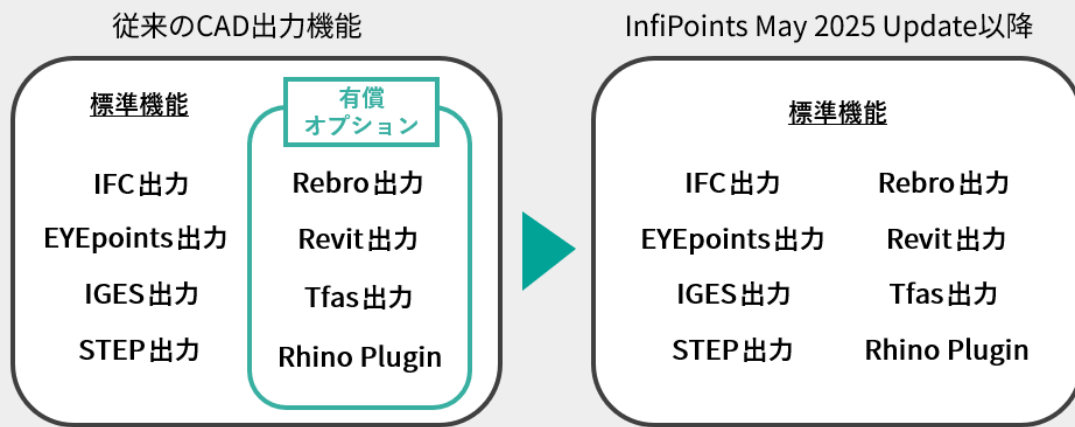 従来のCAD出力機能
標準機能
IFC出力
EYEpoints出力
IGES出力
STEP出力
有償
オプション
Rebro出力
Revit出力
Tfas出力
Rhino Plugin
InfiPoints May 2025 Update以降
標準機能
IFC出力
EYEpoints出力
IGES出力
STEP出力
Rebro出力
Revit出力
Tfas出力
Rhino Plugin